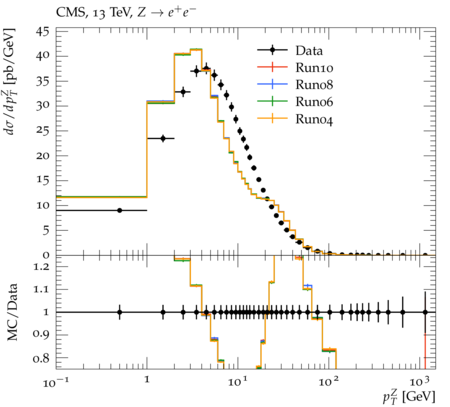 CMS, 13 TeV, Z → e⁺e⁻
dσ/dp_T^Z [pb/GeV]
45
40
35
30
25
20
15
10
5
0
Data
Run10
Run08
Run06
Run04
MC/Data
1.2
1.1
1
0.9
0.8
10⁻¹
1
10¹
10²
10³
p_T^Z [GeV]